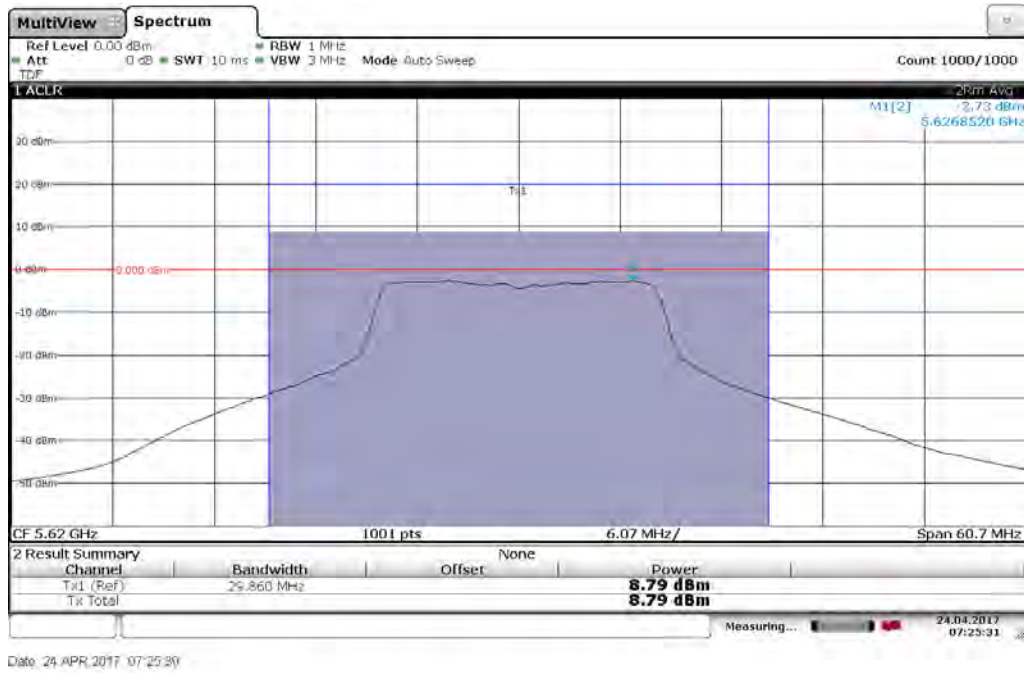 MultiView Spectrum
Ref Level 0.00 dBm RBW 1 MHz
Att 0 dB SWT 10 ms VBW 3 MHz Mode Auto Sweep Count 1000/1000
TDF
1 ACLR 2Rm Avg
M1[2] -2.73 dBm
5.6268520 GHz
30 dBm
20 dBm
Tx1
10 dBm
0 dBm 0.000 dBm
-10 dBm
-20 dBm
-30 dBm
-40 dBm
-50 dBm
CF 5.62 GHz 1001 pts 6.07 MHz/ Span 60.7 MHz
2 Result Summary None
Channel Bandwidth Offset Power
Tx1 (Ref) 29.860 MHz 8.79 dBm
Tx Total 8.79 dBm
Measuring... 24.04.2017
07:25:31
Date: 24.APR.2017 07:25:30